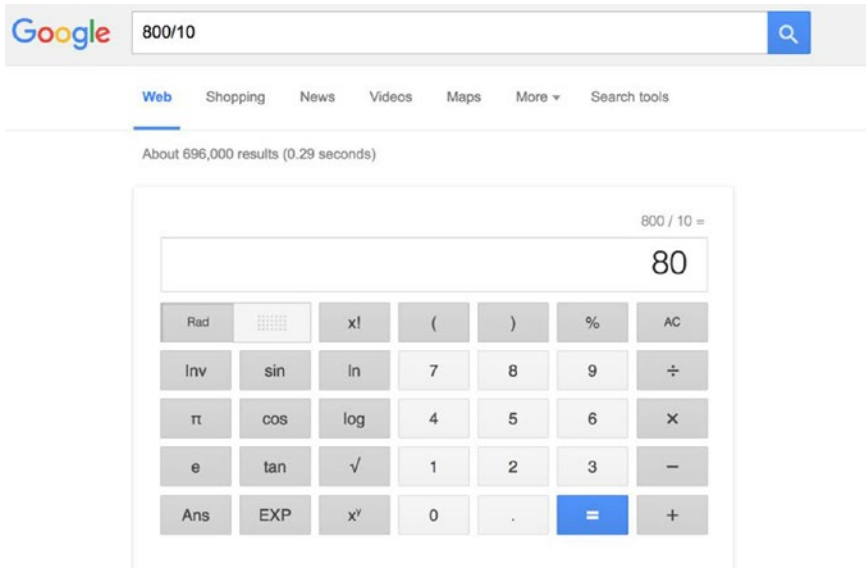 Google 800/10
Web Shopping News Videos Maps More Search tools
About 696,000 results (0.29 seconds)
800 / 10 =
80
Rad x! ( ) % AC
Inv sin ln 7 8 9 ÷
π cos log 4 5 6 ×
e tan √ 1 2 3 −
Ans EXP xʸ 0 . = +